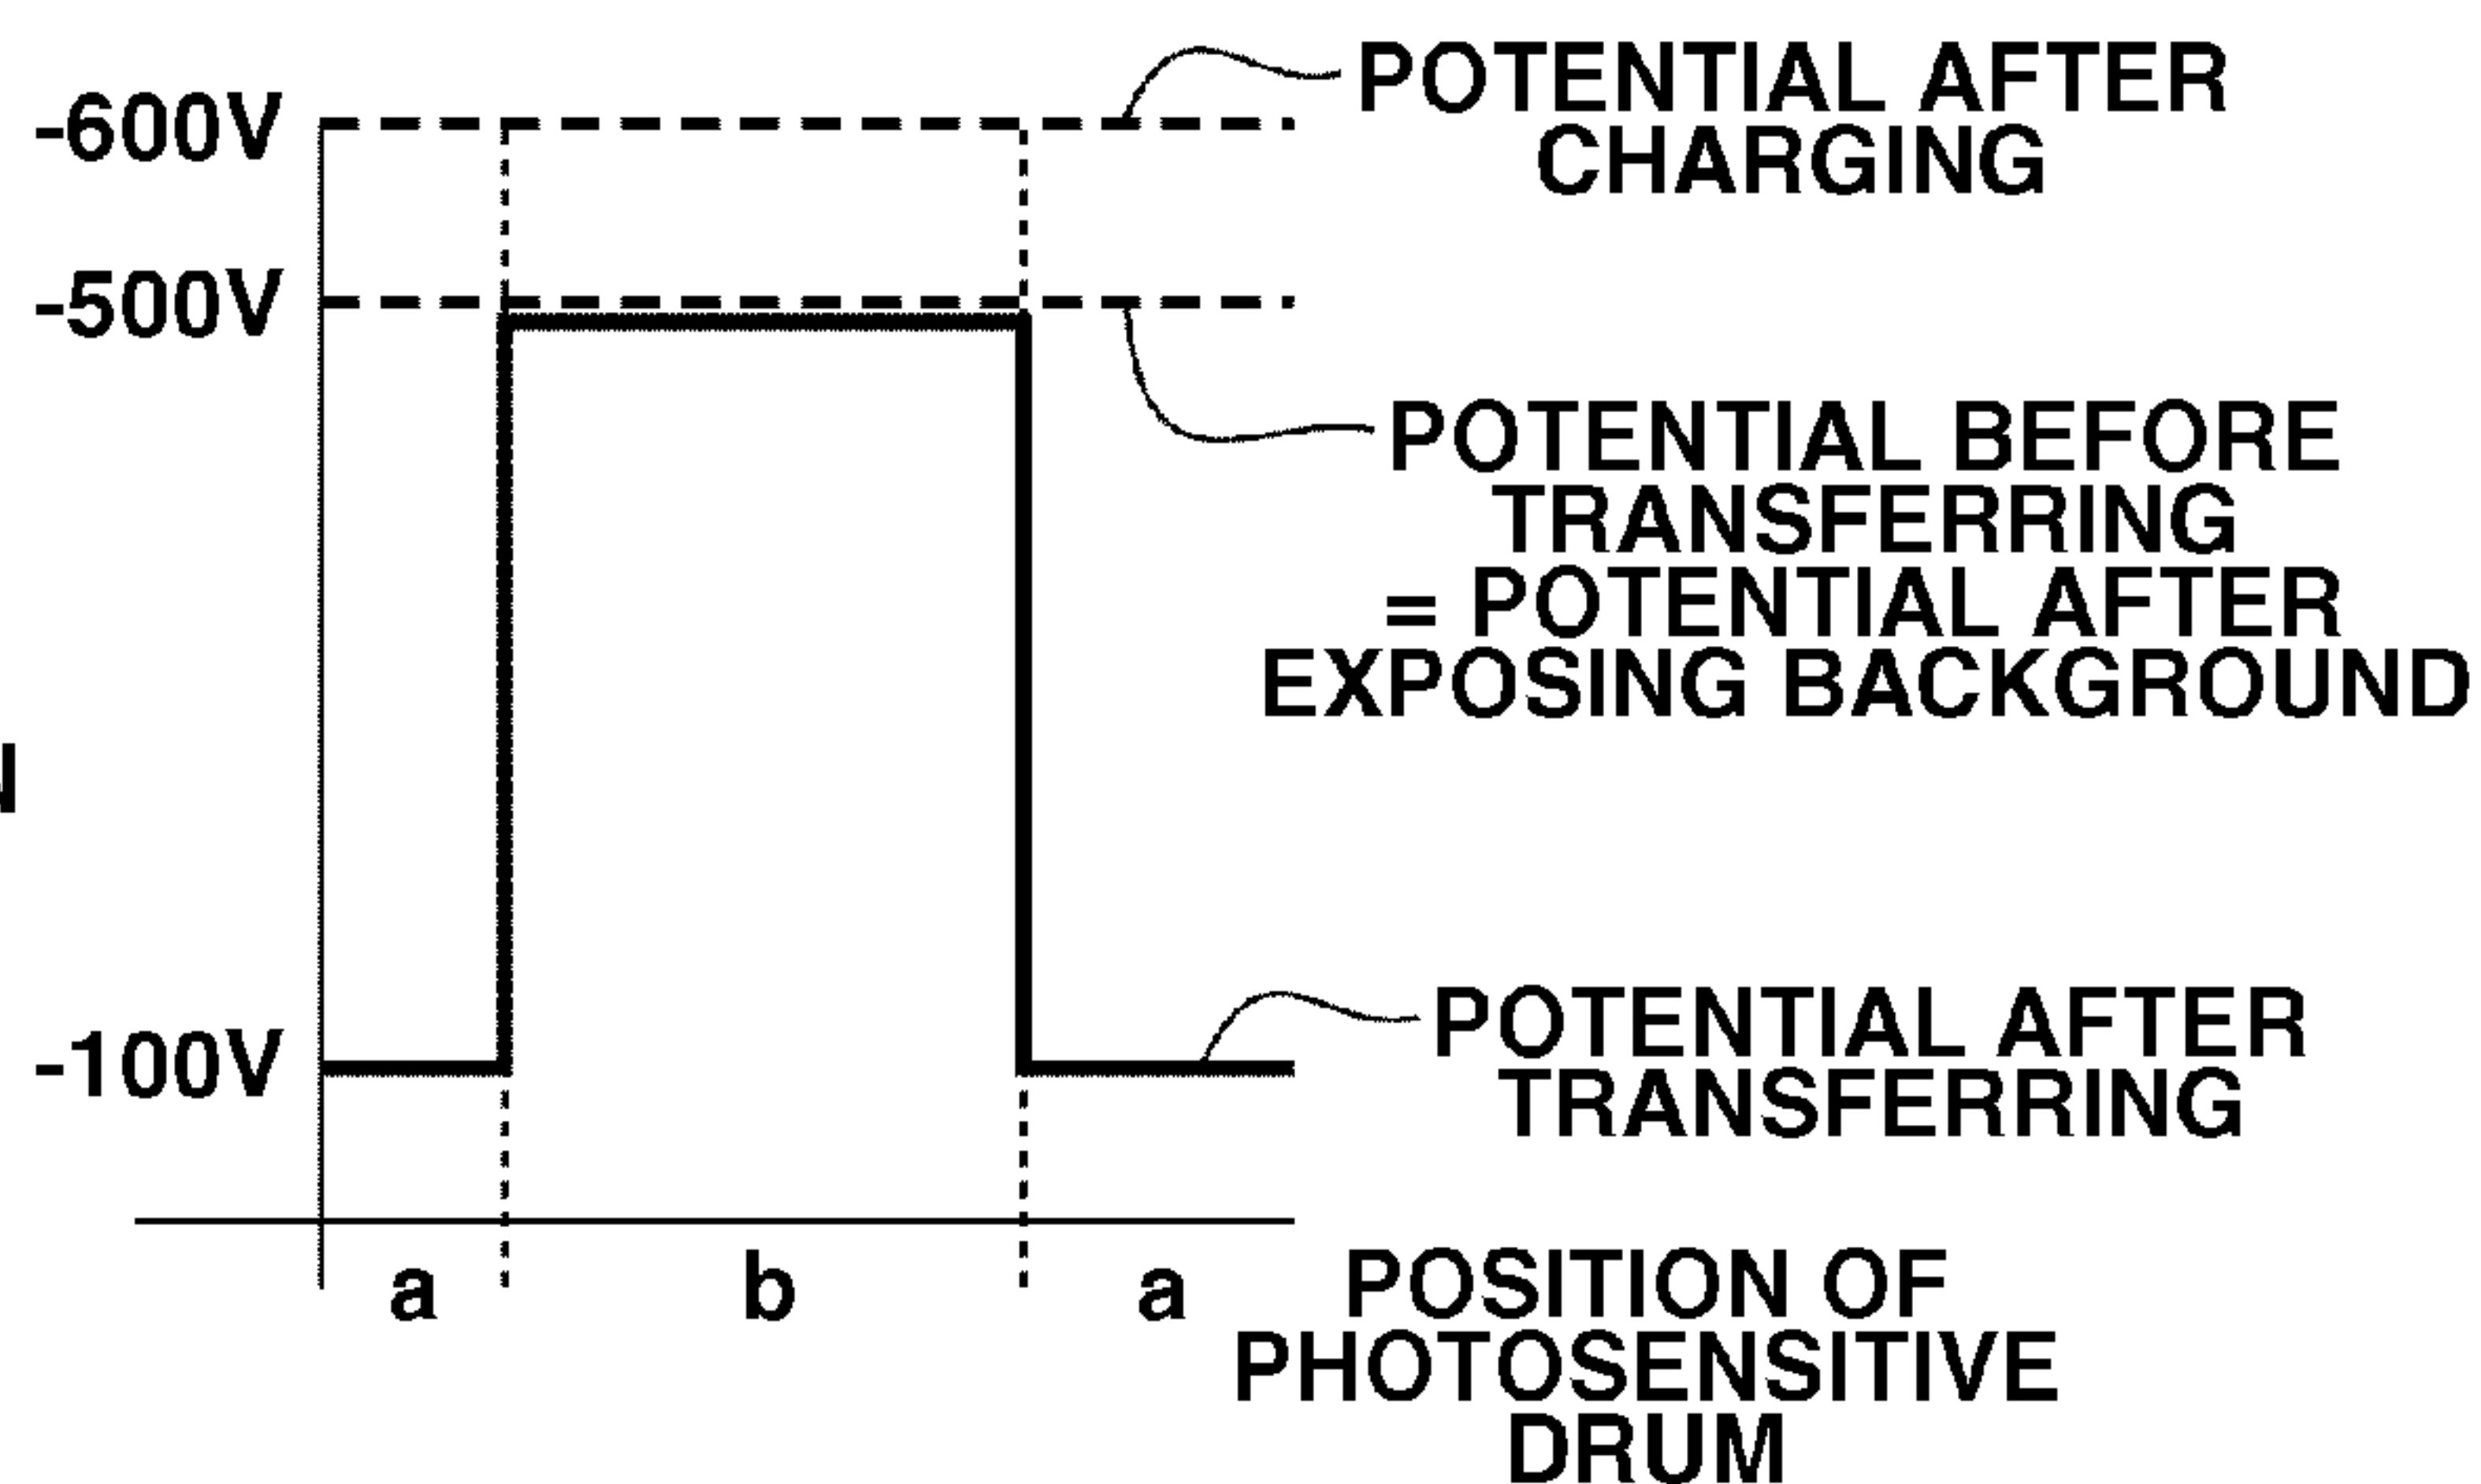 -600V
POTENTIAL AFTER
CHARGING
-500V
POTENTIAL BEFORE
TRANSFERRING
= POTENTIAL AFTER
EXPOSING BACKGROUND
-100V
POTENTIAL AFTER
TRANSFERRING
a b a
POSITION OF
PHOTOSENSITIVE
DRUM